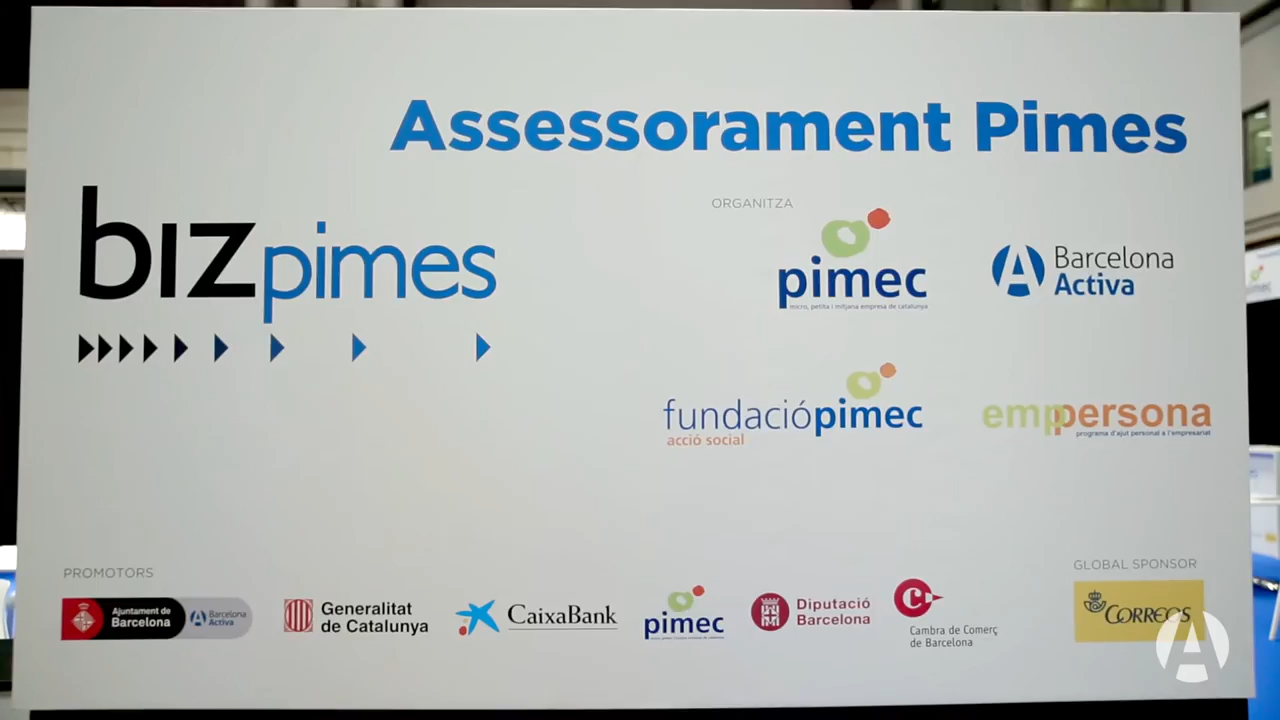 Assessorament Pimes
bizpimes
ORGANITZA
pimec
micro, petita i mitjana empresa de catalunya
Barcelona
Activa
fundaciópimec
acció social
emppersona
programa d'ajut personal a l'empresariat
PROMOTORS
Ajuntament de
Barcelona
Barcelona
Activa
Generalitat
de Catalunya
CaixaBank
pimec
Diputació
Barcelona
Cambra de Comerç
de Barcelona
GLOBAL SPONSOR
CORREOS